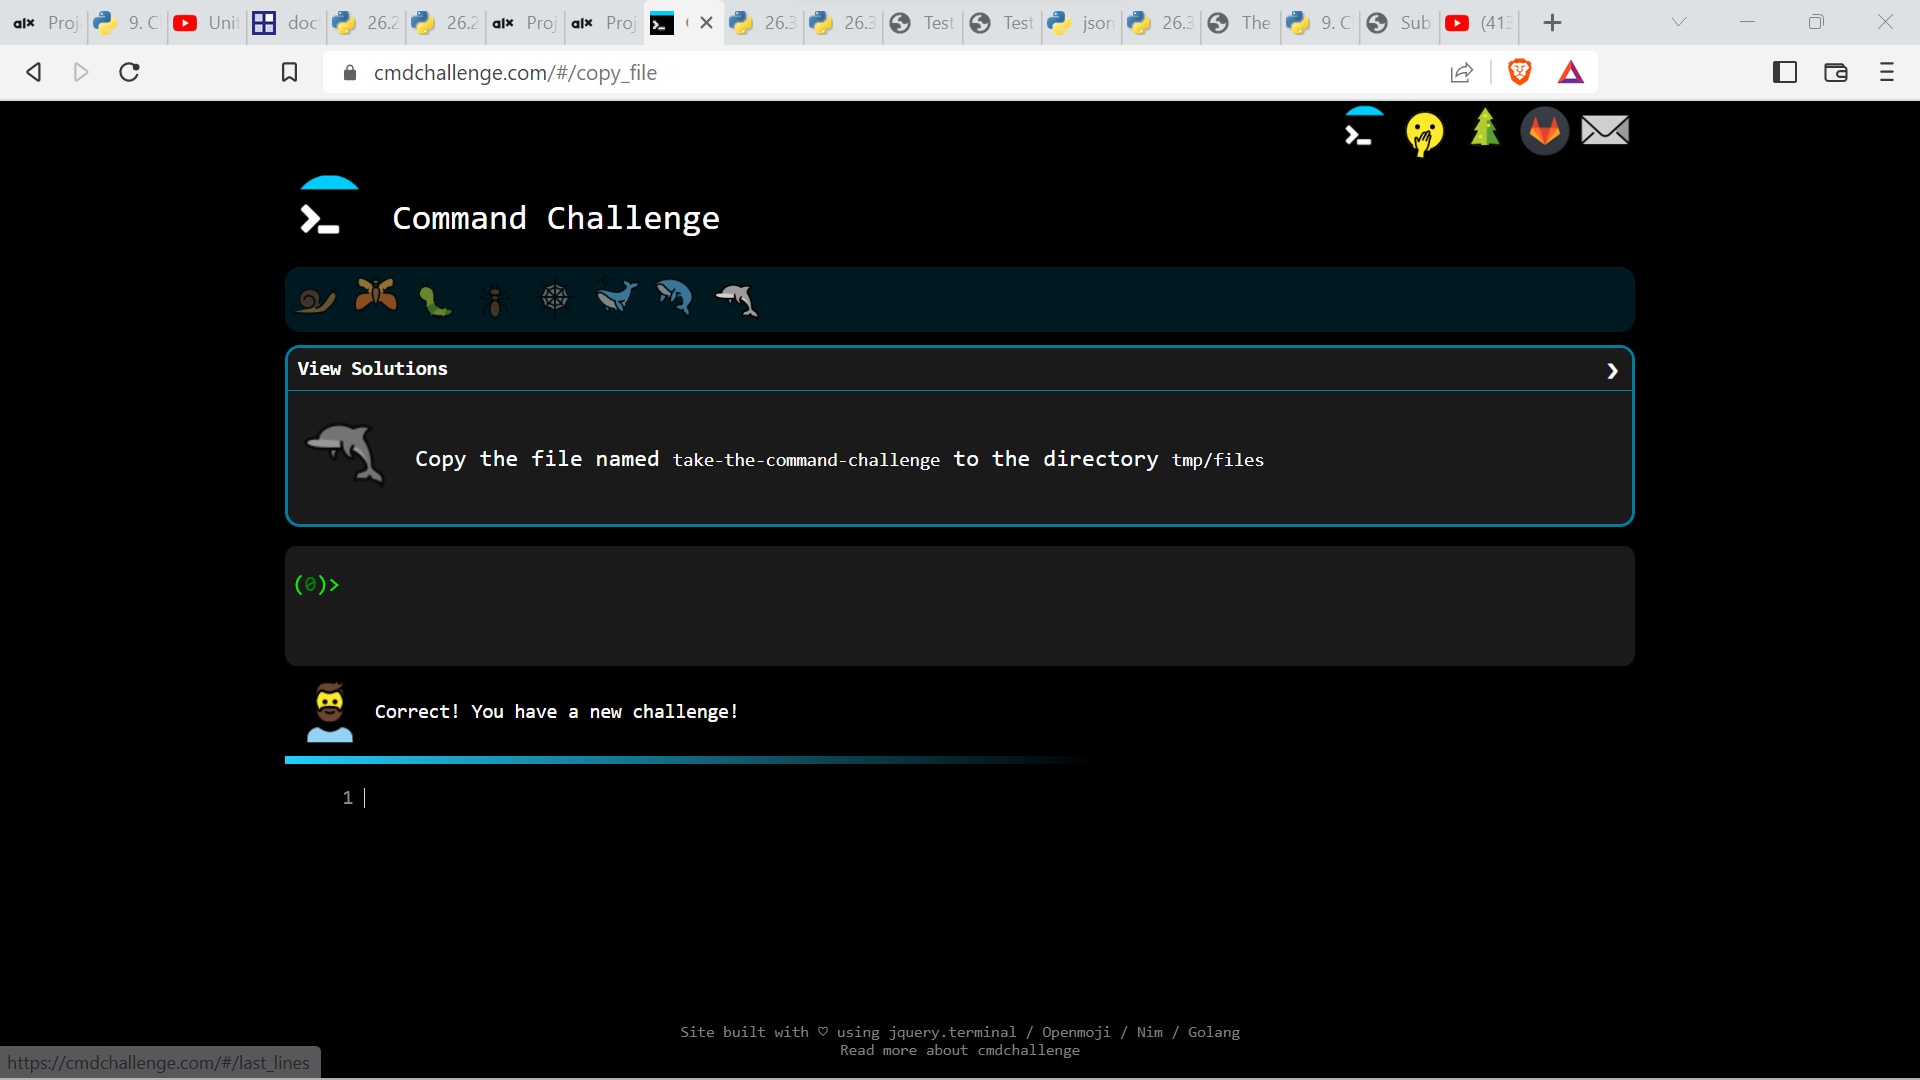 alx Proj 9. C Unit doc 26.2 26.2 alx Proj alx Proj 26.3 26.3 Test Test json 26.3 The 9. C Sub (413
cmdchallenge.com/#/copy_file
Command Challenge
View Solutions
Copy the file named take-the-command-challenge to the directory tmp/files
(0)>
Correct! You have a new challenge!
1
Site built with ♡ using jquery.terminal / Openmoji / Nim / Golang
Read more about cmdchallenge
https://cmdchallenge.com/#/last_lines